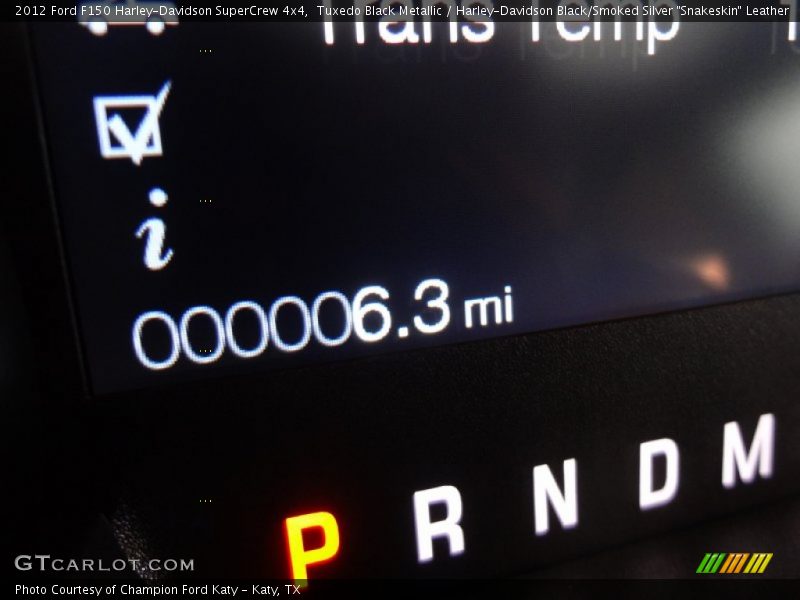 2012 Ford F150 Harley-Davidson SuperCrew 4x4,  Tuxedo Black Metallic / Harley-Davidson Black/Smoked Silver "Snakeskin" Leather
Trans Temp
i
000006.3 mi
P R N D M
GTCARLOT.COM
Photo Courtesy of Champion Ford Katy - Katy, TX